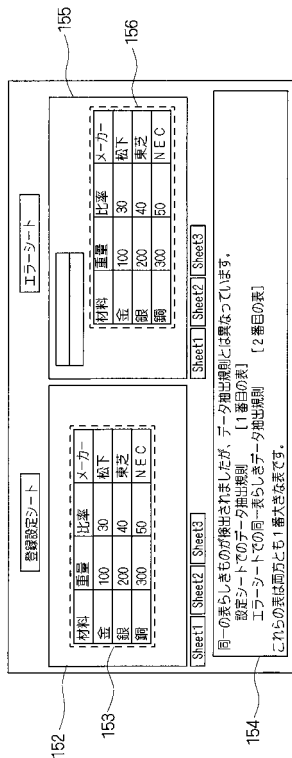 登録設定シート
エラーシート
152
材料 重量 比率 メーカー
金 100 30 松下
銀 200 40 東芝
銅 300 50 NEC
153
Sheet1 Sheet2 Sheet3
155
材料 重量 比率 メーカー
金 100 30 松下
銀 200 40 東芝
銅 300 50 NEC
156
Sheet1 Sheet2 Sheet3
同一の表らしきものが検出されましたが、データ抽出規則とは異なっています。
設定シートでのデータ抽出規則 [1番目の表]
エラーシートでの同一表らしきデータ抽出規則 [2番目の表]
これらの表は両方とも1番大きな表です。
154